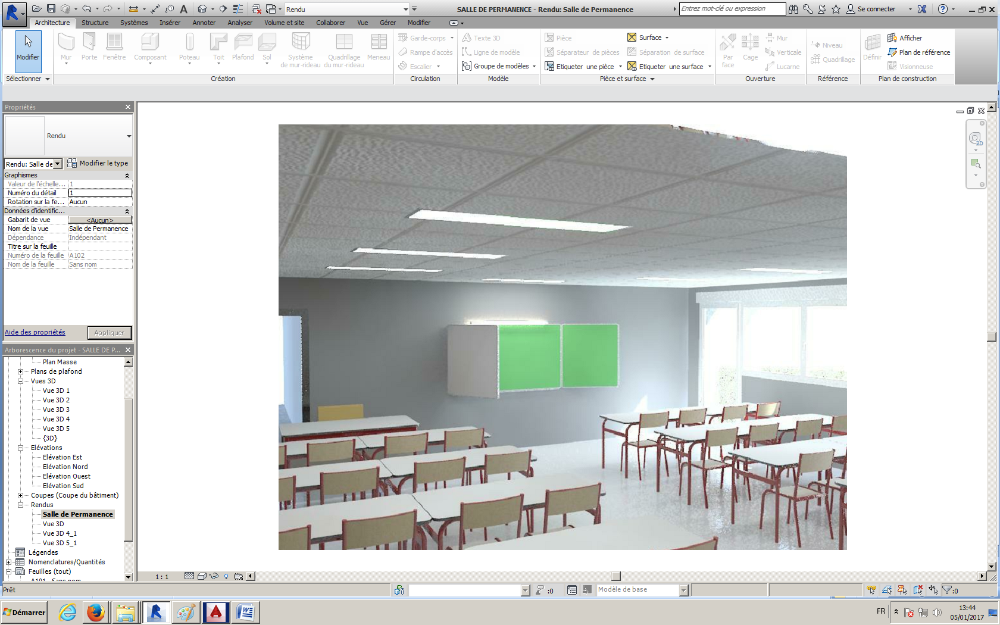 Rendu
SALLE DE PERMANENCE - Rendu: Salle de Permanence
Entrez mot-clé ou expression
Se connecter
Architecture Structure Systèmes Insérer Annoter Analyser Volume et site Collaborer Vue Gérer Modifier
Modifier
Mur Porte Fenêtre Composant Poteau Toit Plafond Sol
Système de mur-rideau
Quadrillage du mur-rideau
Meneau
Garde-corps
Rampe d'accès
Escalier
Texte 3D
Ligne de modèle
Groupe de modèles
Pièce
Séparateur de pièces
Etiqueter une pièce
Surface
Séparation de surface
Etiqueter une surface
Par face
Cage
Mur
Verticale
Lucarne
Niveau
Quadrillage
Définir
Afficher
Plan de référence
Visionneuse
Sélectionner Création Circulation Modèle Pièce et surface Ouverture Référence Plan de construction
Propriétés
Rendu
Rendu: Salle de
Modifier le type
Graphismes
Valeur de l'échelle... 1
Numéro du détail 1
Rotation sur la fe... Aucun
Données d'identific...
Gabarit de vue <Aucun>
Nom de la vue Salle de Permanence
Dépendance Indépendant
Titre sur la feuille
Numéro de la feuille A102
Nom de la feuille Sans nom
Aide des propriétés Appliquer
Arborescence du projet - SALLE DE P...
Plan Masse
Plans de plafond
Vues 3D
Vue 3D 1
Vue 3D 2
Vue 3D 3
Vue 3D 4
Vue 3D 5
{3D}
Elévations
Elévation Est
Elévation Nord
Elévation Ouest
Elévation Sud
Coupes (Coupe du bâtiment)
Rendus
Salle de Permanence
Vue 3D
Vue 3D 4_1
Vue 3D 5_1
Légendes
Nomenclatures/Quantités
Feuilles (tout)
A101 - Sans nom
2D
1 : 1
Prêt
:0
Modèle de base
:0
Démarrer
FR
13:44
05/01/2017